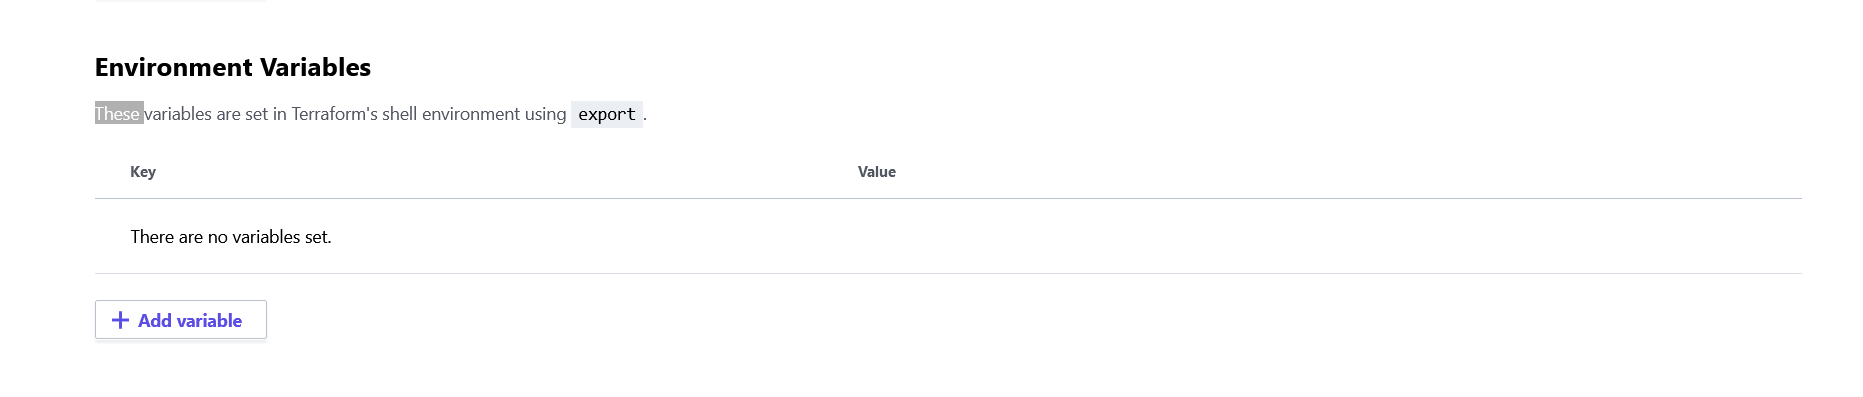 Environment Variables
These variables are set in Terraform's shell environment using export.
Key Value
There are no variables set.
+ Add variable